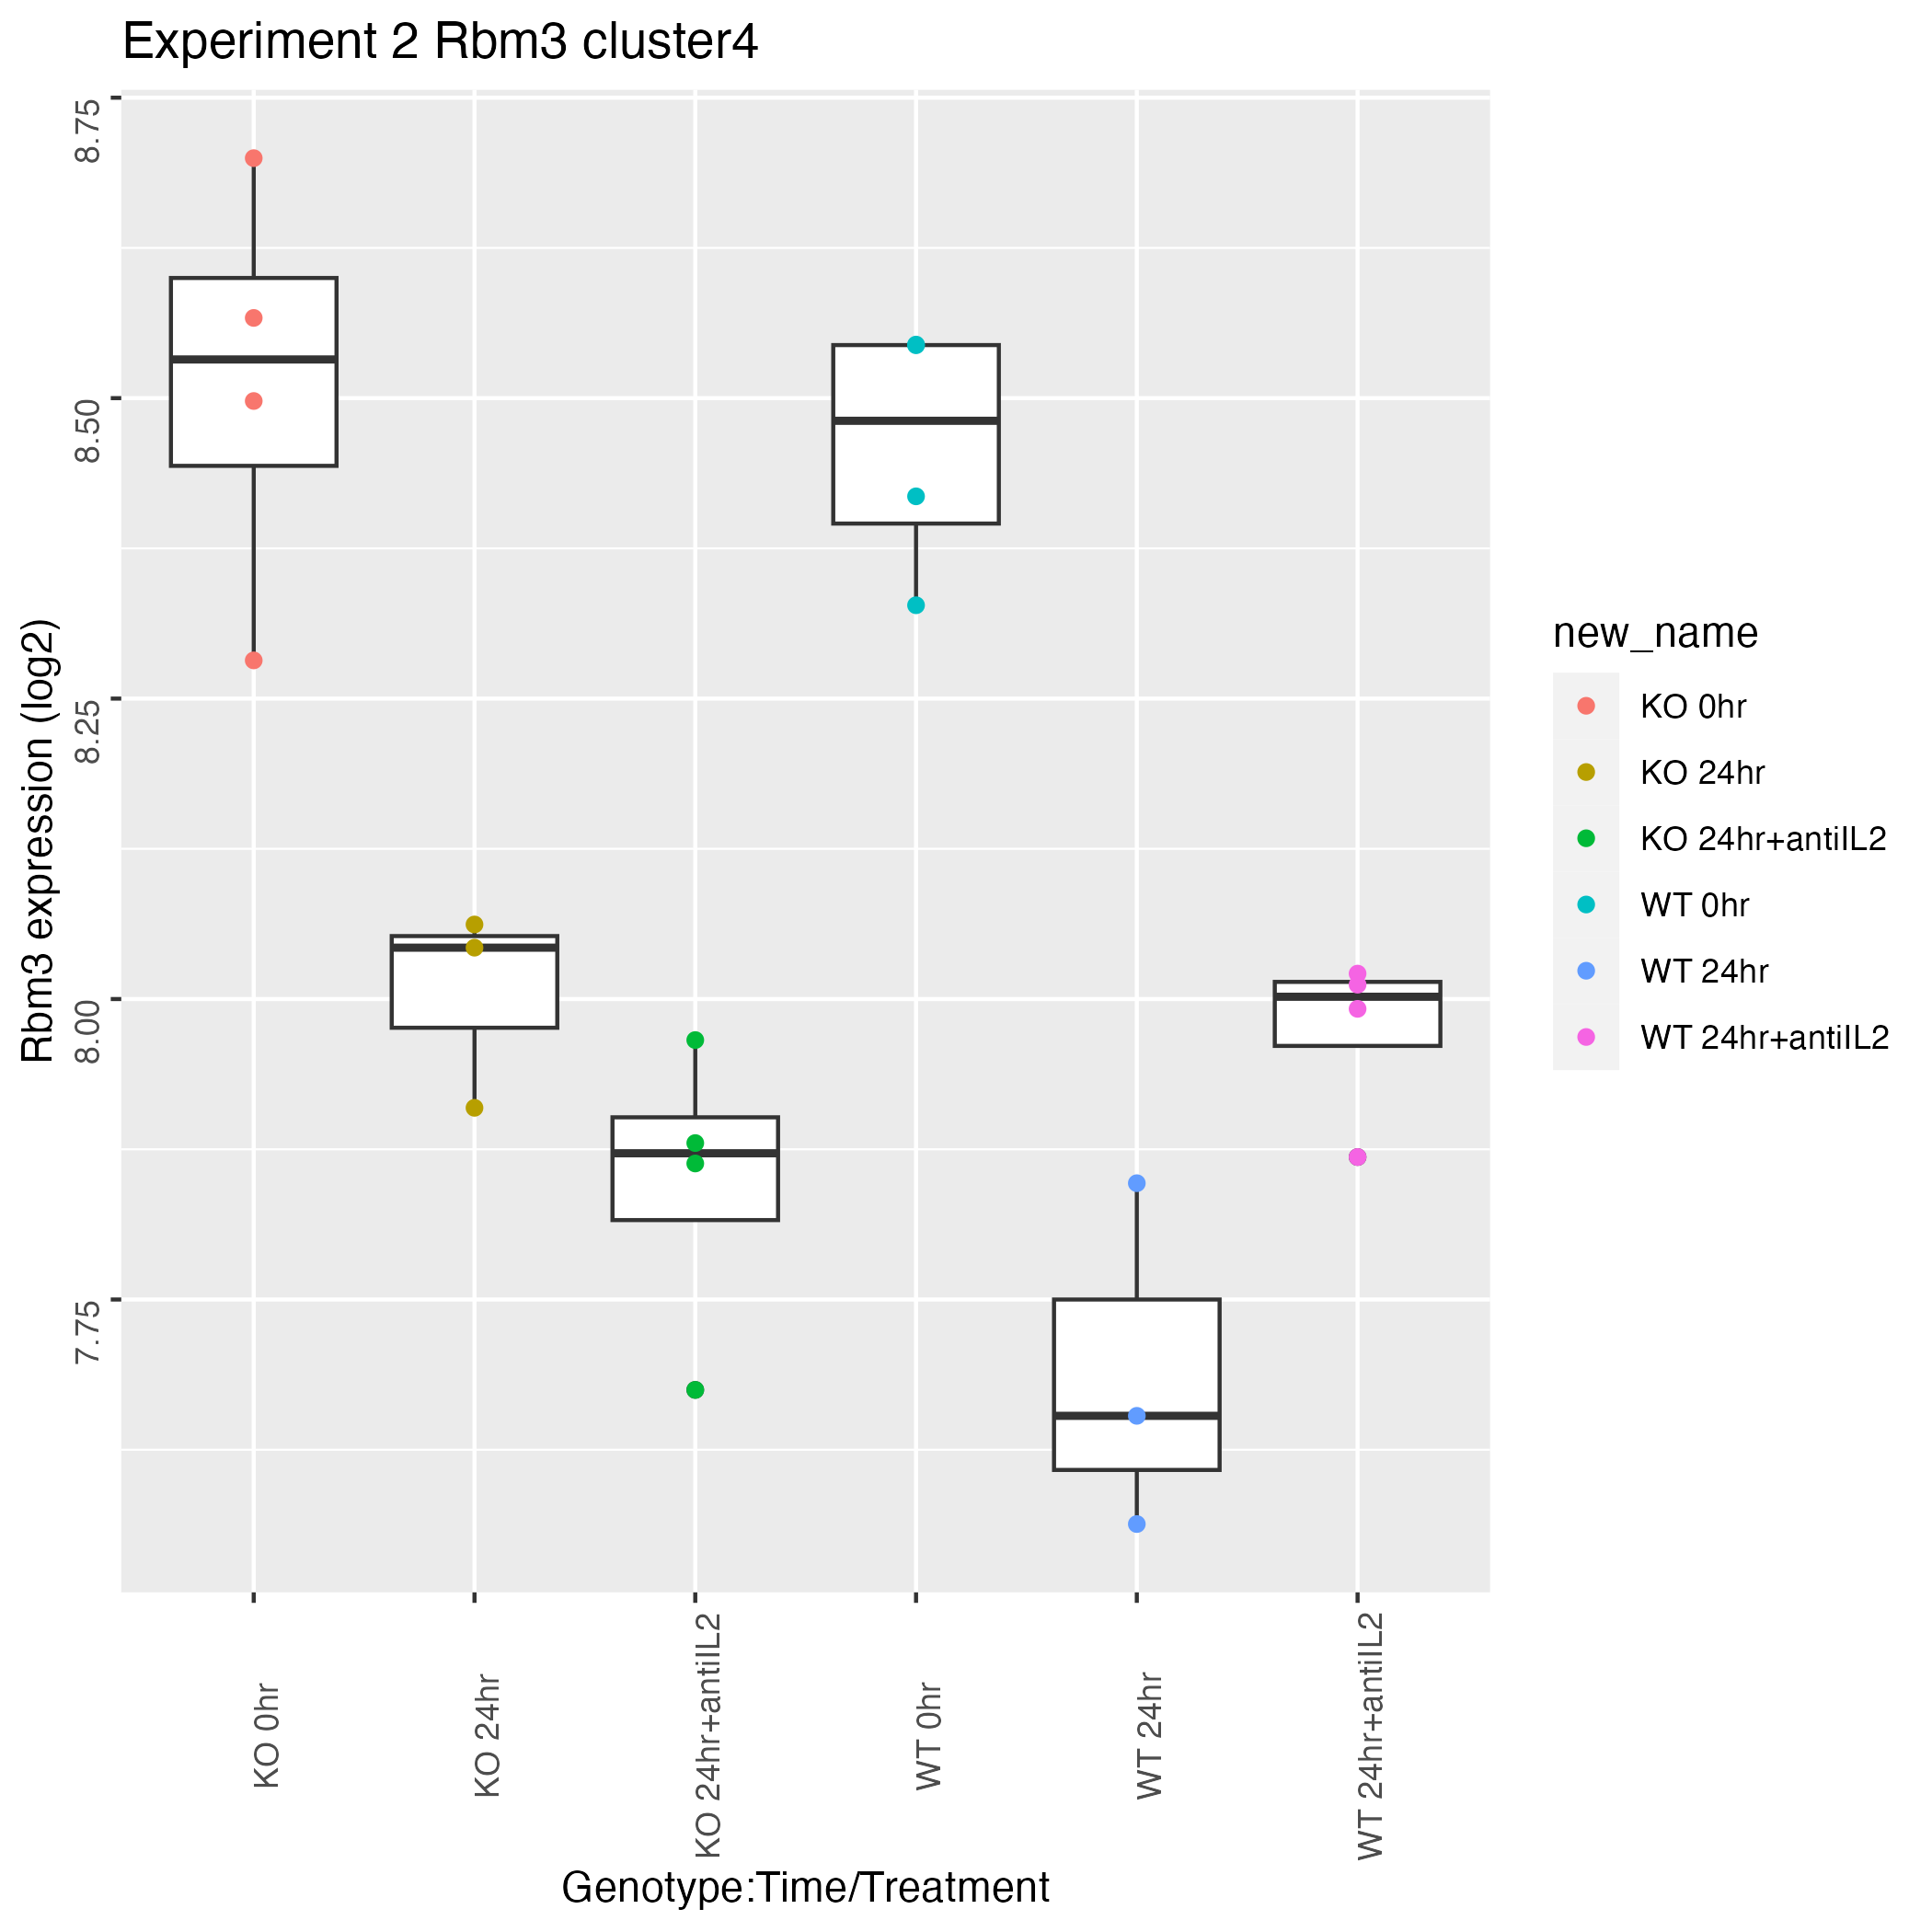 Experiment 2 Rbm3 cluster4
Rbm3 expression (log2)
8.75
8.50
8.25
8.00
7.75
KO 0hr
KO 24hr
KO 24hr+antiIL2
WT 0hr
WT 24hr
WT 24hr+antiIL2
Genotype:Time/Treatment
new_name
KO 0hr
KO 24hr
KO 24hr+antiIL2
WT 0hr
WT 24hr
WT 24hr+antiIL2